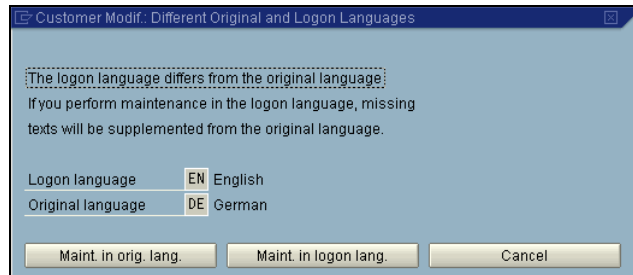 Customer Modif.: Different Original and Logon Languages
The logon language differs from the original language
If you perform maintenance in the logon language, missing
texts will be supplemented from the original language.
Logon language EN English
Original language DE German
Maint. in orig. lang. Maint. in logon lang. Cancel